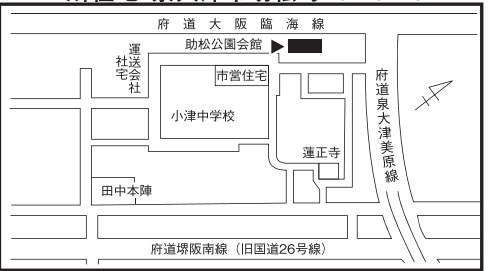 府道大阪臨海線
助松公園会館
運送会社
社宅
市営住宅
小津中学校
府道泉大津美原線
蓮正寺
田中本陣
府道堺阪南線（旧国道26号線）